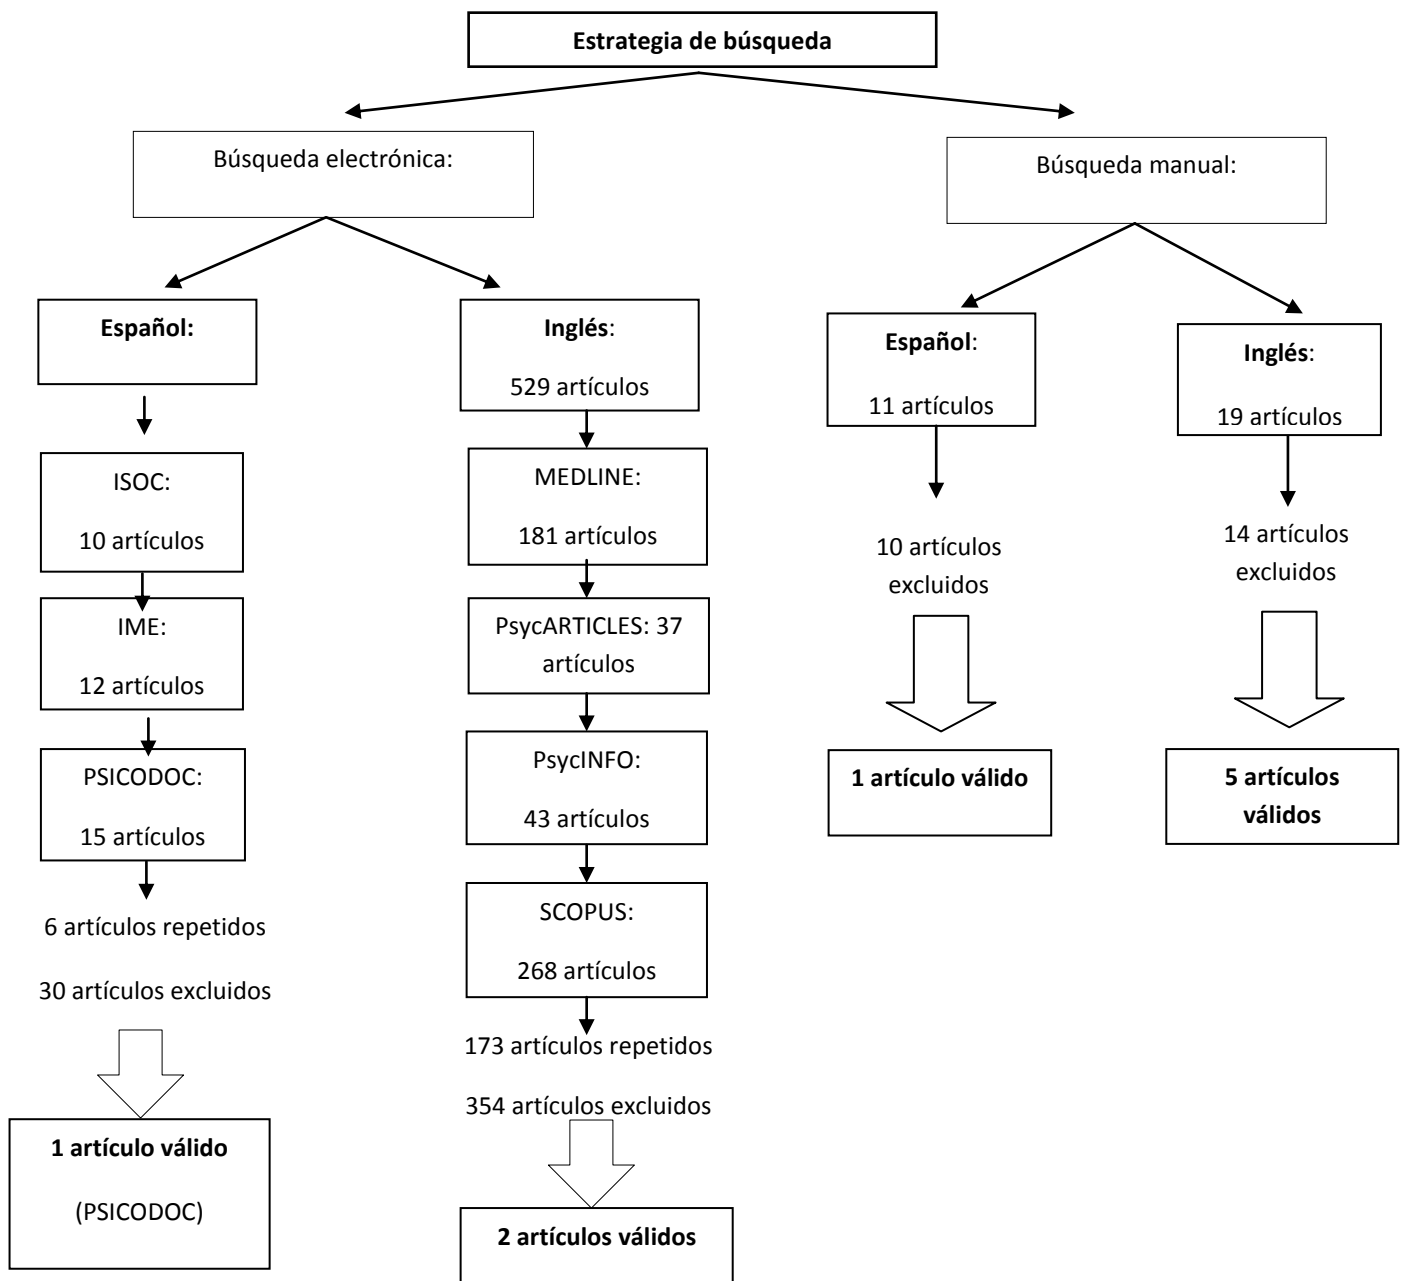 Estrategia de búsqueda
Búsqueda electrónica:
Búsqueda manual:
Español:
Inglés:
529 artículos
Español:
11 artículos
Inglés:
19 artículos
ISOC:
10 artículos
IME:
12 artículos
PSICODOC:
15 artículos
6 artículos repetidos
30 artículos excluidos
1 artículo válido
(PSICODOC)
MEDLINE:
181 artículos
PsycARTICLES: 37
artículos
PsycINFO:
43 artículos
SCOPUS:
268 artículos
173 artículos repetidos
354 artículos excluidos
2 artículos válidos
10 artículos
excluidos
1 artículo válido
14 artículos
excluidos
5 artículos
válidos